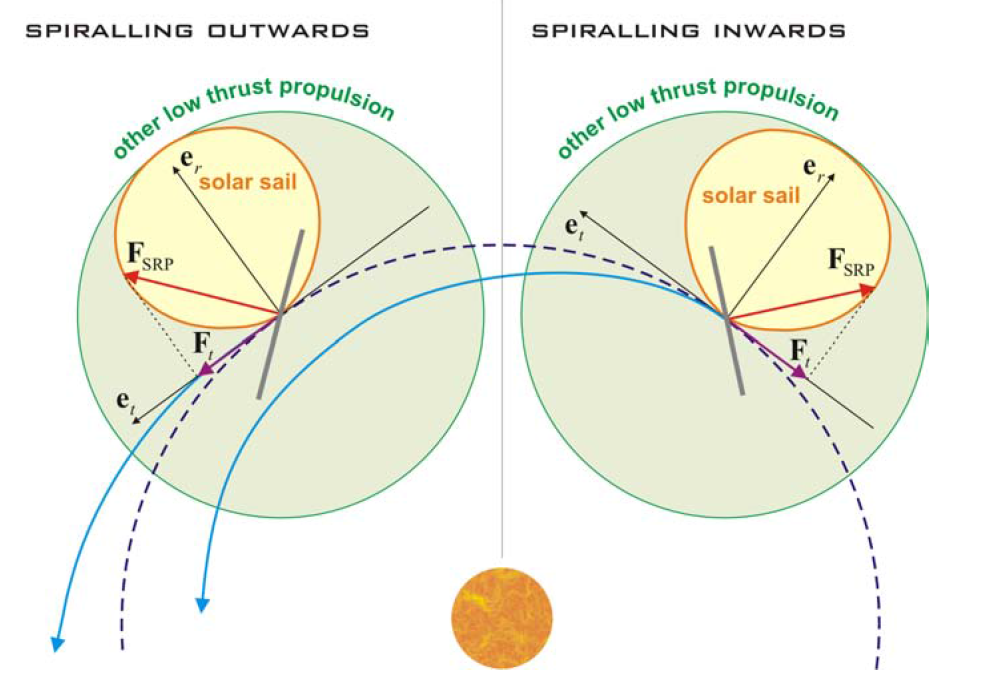 SPIRALLING OUTWARDS
other low thrust propulsion
e_r
solar sail
F_SRP
F_t
e_t
SPIRALLING INWARDS
other low thrust propulsion
e_r
solar sail
e_t
F_SRP
F_t